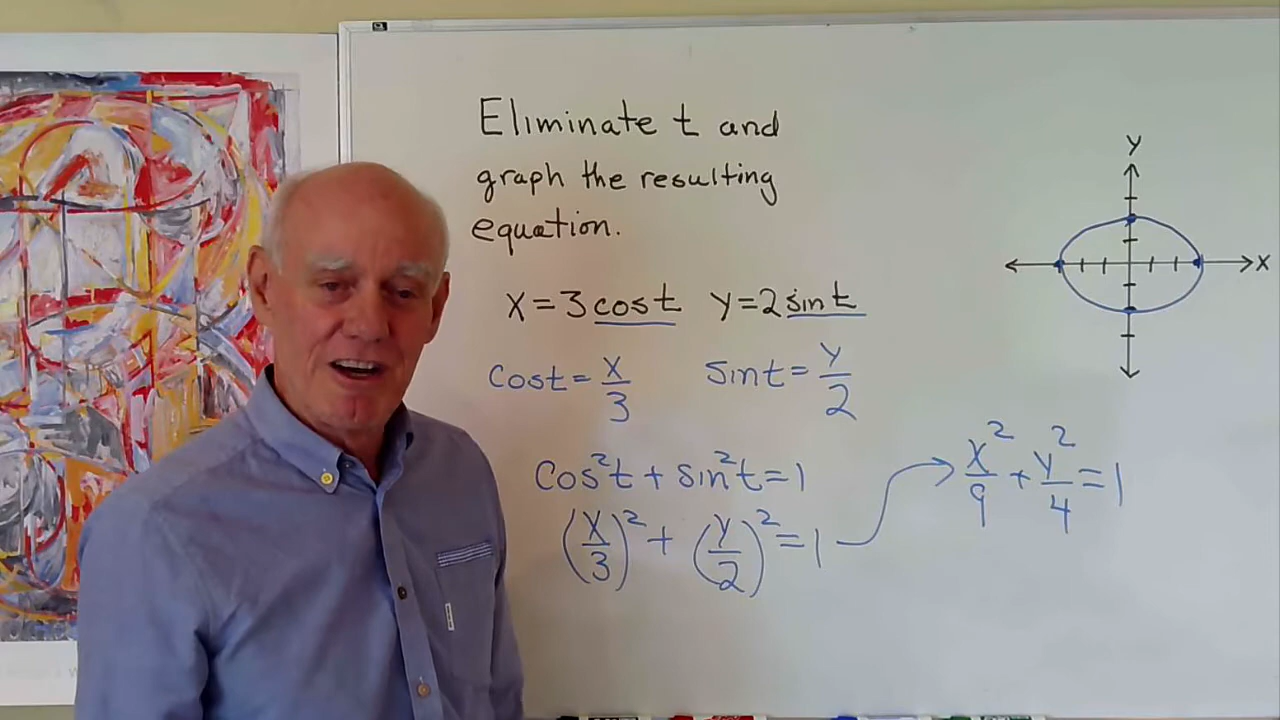 Eliminate t and
graph the resulting
equation.
X = 3 cos t Y = 2 sin t
Cos t = X/3 sin t = Y/2
Cos²t + sin²t = 1
(X/3)² + (Y/2)² = 1
X²/9 + Y²/4 = 1
Y
X